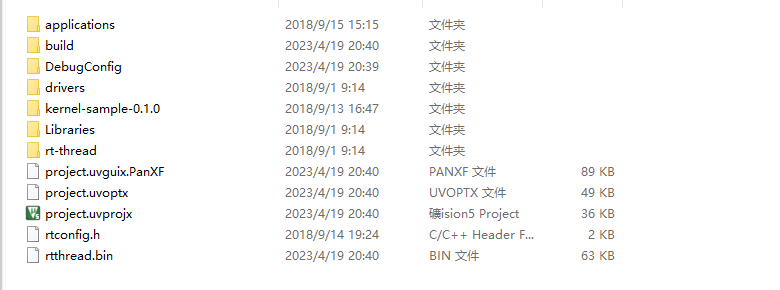 applications 2018/9/15 15:15 文件夹
build 2023/4/19 20:40 文件夹
DebugConfig 2023/4/19 20:39 文件夹
drivers 2018/9/1 9:14 文件夹
kernel-sample-0.1.0 2018/9/13 16:47 文件夹
Libraries 2018/9/1 9:14 文件夹
rt-thread 2018/9/1 9:14 文件夹
project.uvguix.PanXF 2023/4/19 20:40 PANXF 文件 89 KB
project.uvoptx 2023/4/19 20:40 UVOPTX 文件 49 KB
project.uvprojx 2023/4/19 20:40 礦ision5 Project 36 KB
rtconfig.h 2018/9/14 19:24 C/C++ Header F... 2 KB
rtthread.bin 2023/4/19 20:40 BIN 文件 63 KB